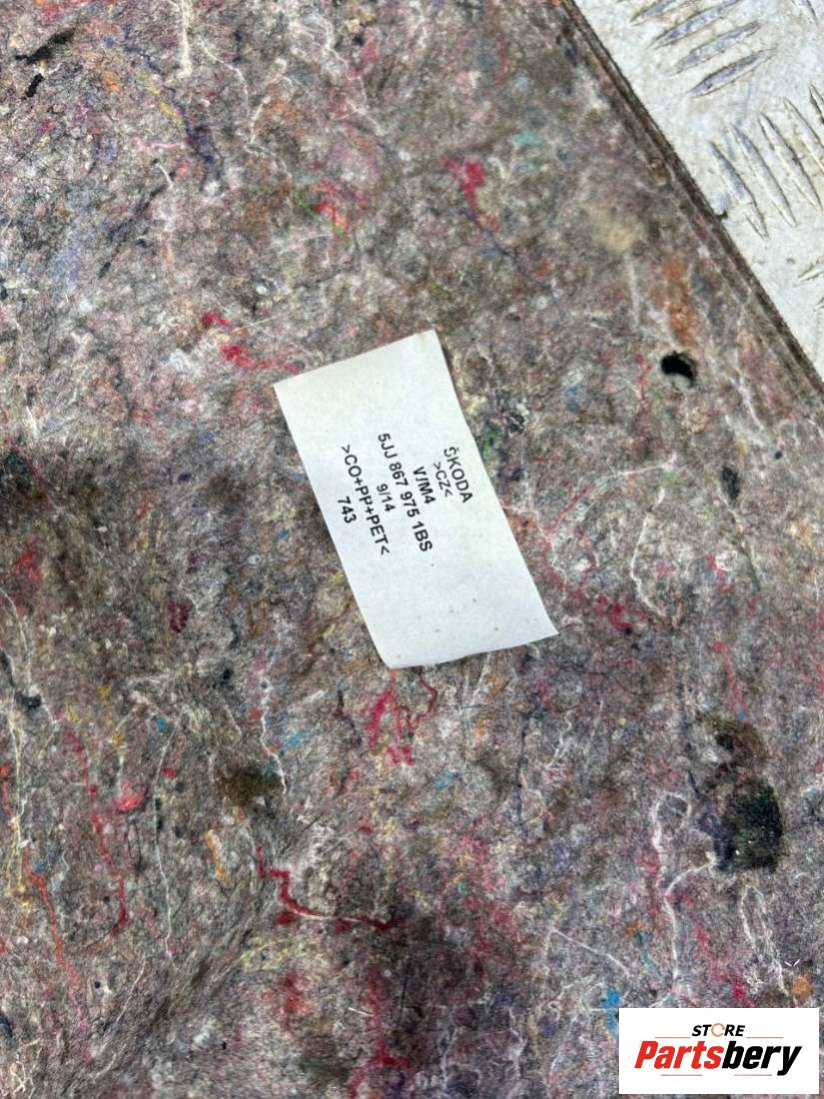 ŠKODA
>CZ<
V/M4
5JJ 867 975 1BS
9/14
>CO+PP+PET<
743
STORE
Partsbery